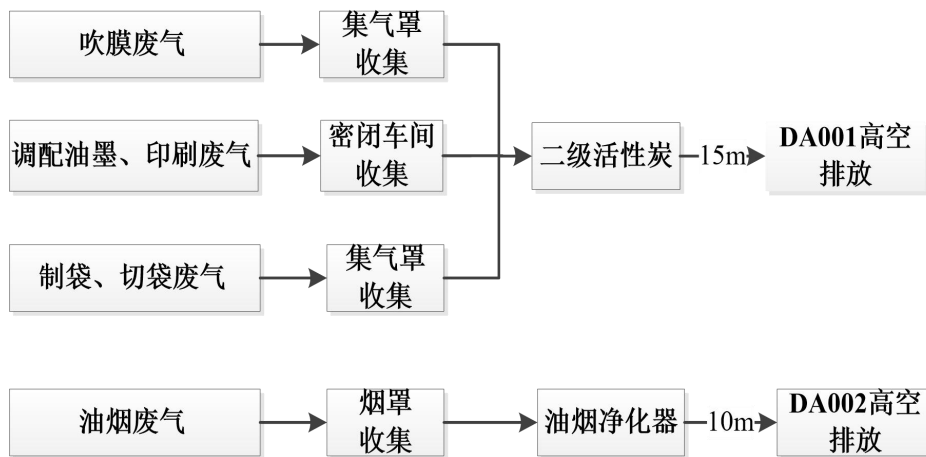 吹膜废气
集气罩
收集
调配油墨、印刷废气
密闭车间
收集
二级活性炭
15m
DA001高空
排放
制袋、切袋废气
集气罩
收集
油烟废气
烟罩
收集
油烟净化器
10m
DA002高空
排放